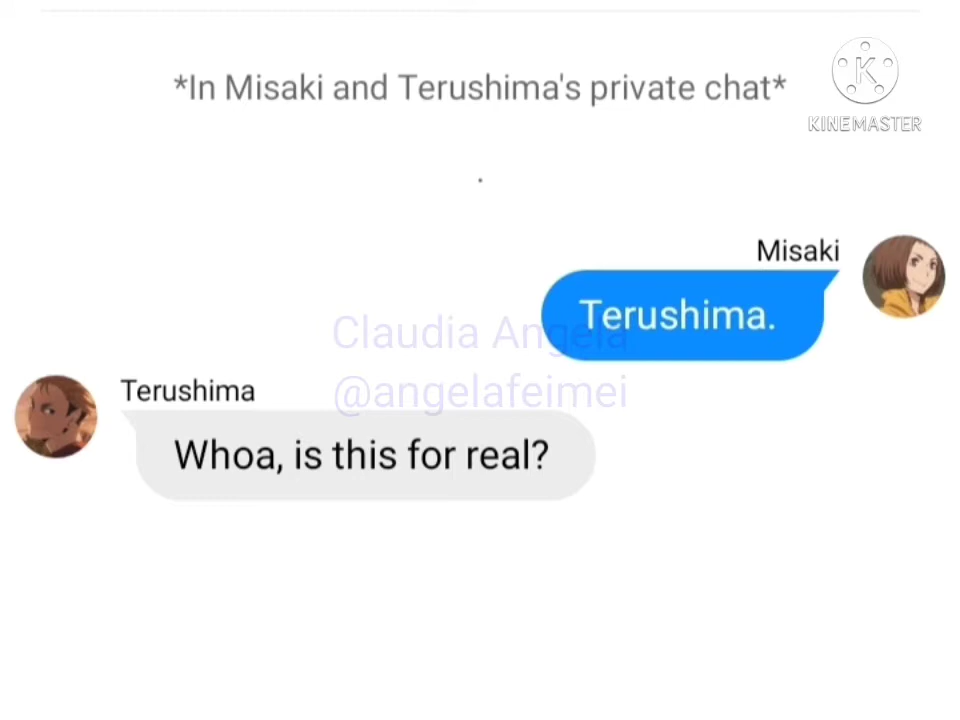 *In Misaki and Terushima's private chat*
KINEMASTER
.
Misaki
Terushima.
Claudia Angela
@angelafeimei
Terushima
Whoa, is this for real?